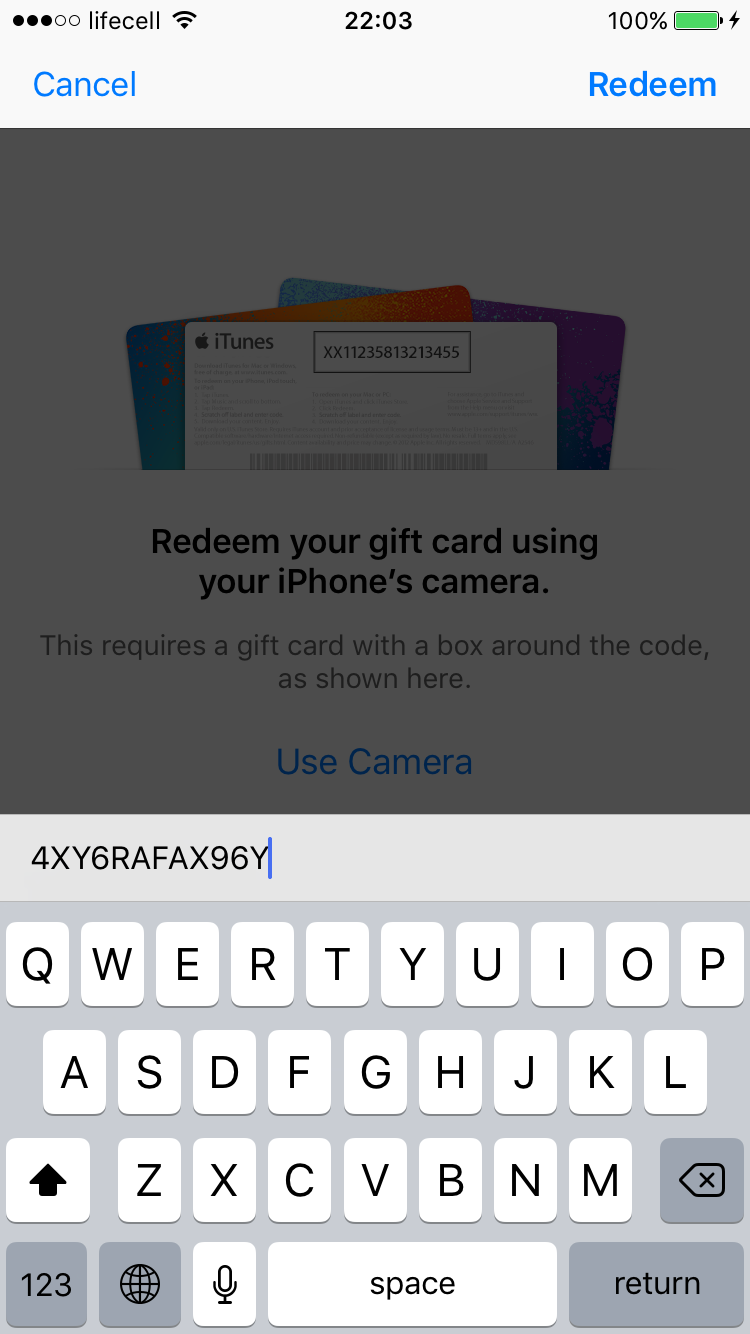 lifecell 22:03 100%
Cancel Redeem
iTunes XX11235813213455
Redeem your gift card using
your iPhone’s camera.
This requires a gift card with a box around the code,
as shown here.
Use Camera
4XY6RAFAX96Y
Q W E R T Y U I O P
A S D F G H J K L
Z X C V B N M
123 space return